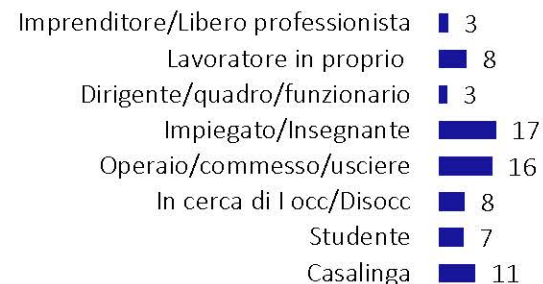 Imprenditore/Libero professionista 3
Lavoratore in proprio 8
Dirigente/quadro/funzionario 3
Impiegato/Insegnante 17
Operaio/commesso/usciere 16
In cerca di I occ/Disocc 8
Studente 7
Casalinga 11